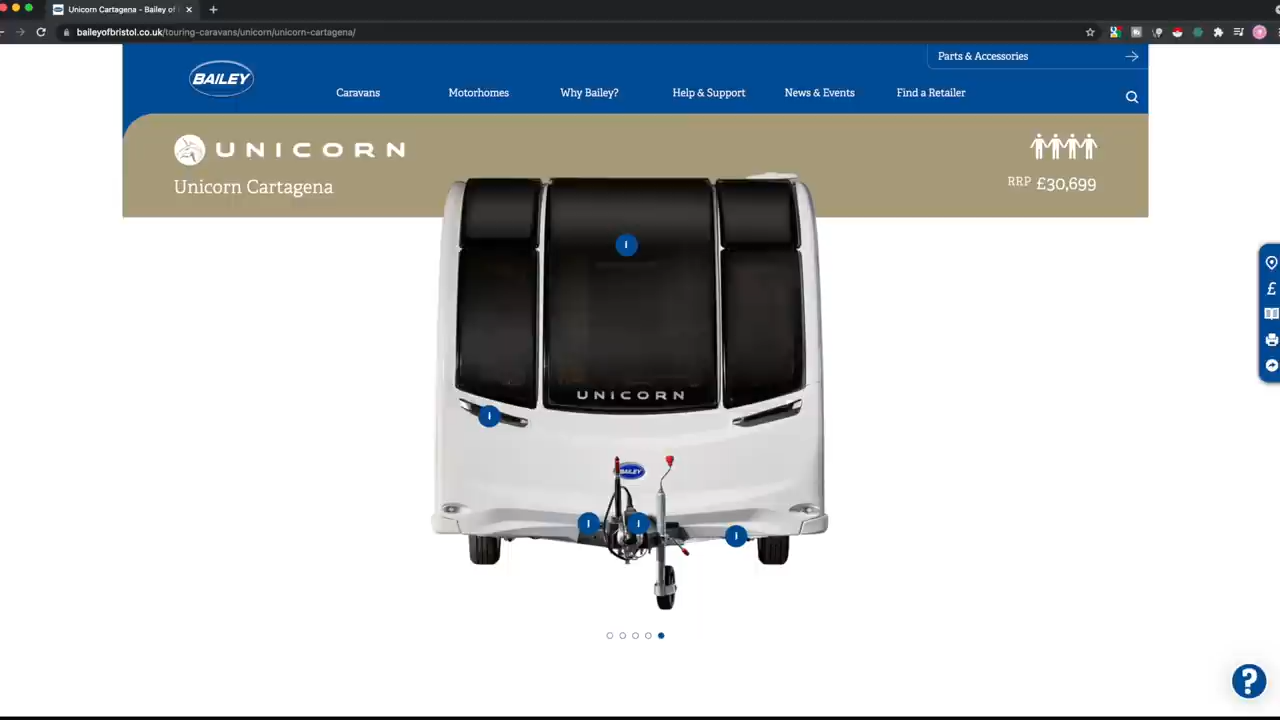 Unicorn Cartagena - Bailey of
baileyofbristol.co.uk/touring-caravans/unicorn/unicorn-cartagena/
Parts & Accessories
BAILEY
Caravans
Motorhomes
Why Bailey?
Help & Support
News & Events
Find a Retailer
UNICORN
Unicorn Cartagena
RRP £30,699
UNICORN
BAILEY
£
?